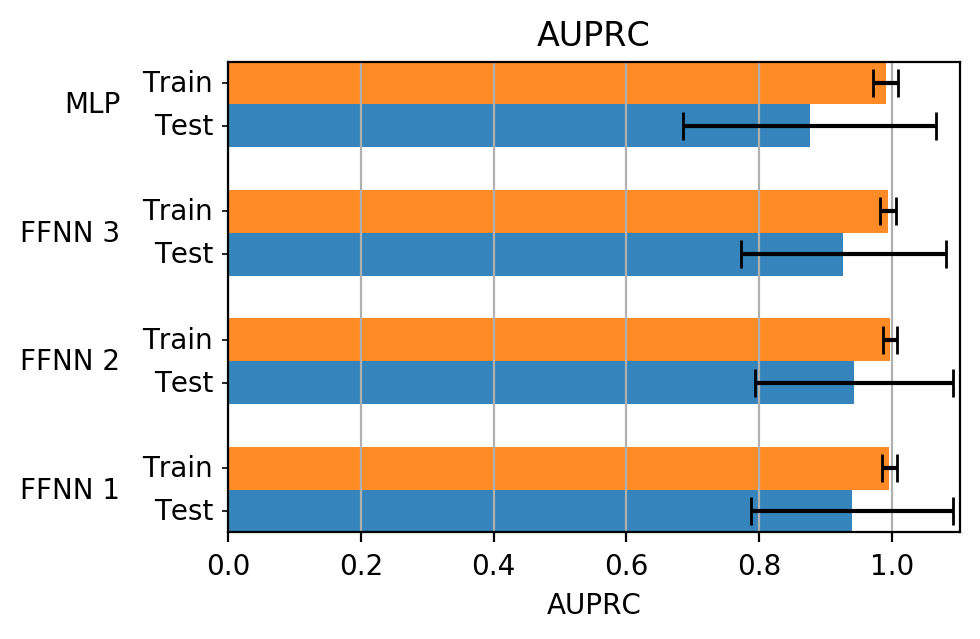 AUPRC
MLP
Train
Test
FFNN 3
Train
Test
FFNN 2
Train
Test
FFNN 1
Train
Test
0.0 0.2 0.4 0.6 0.8 1.0
AUPRC